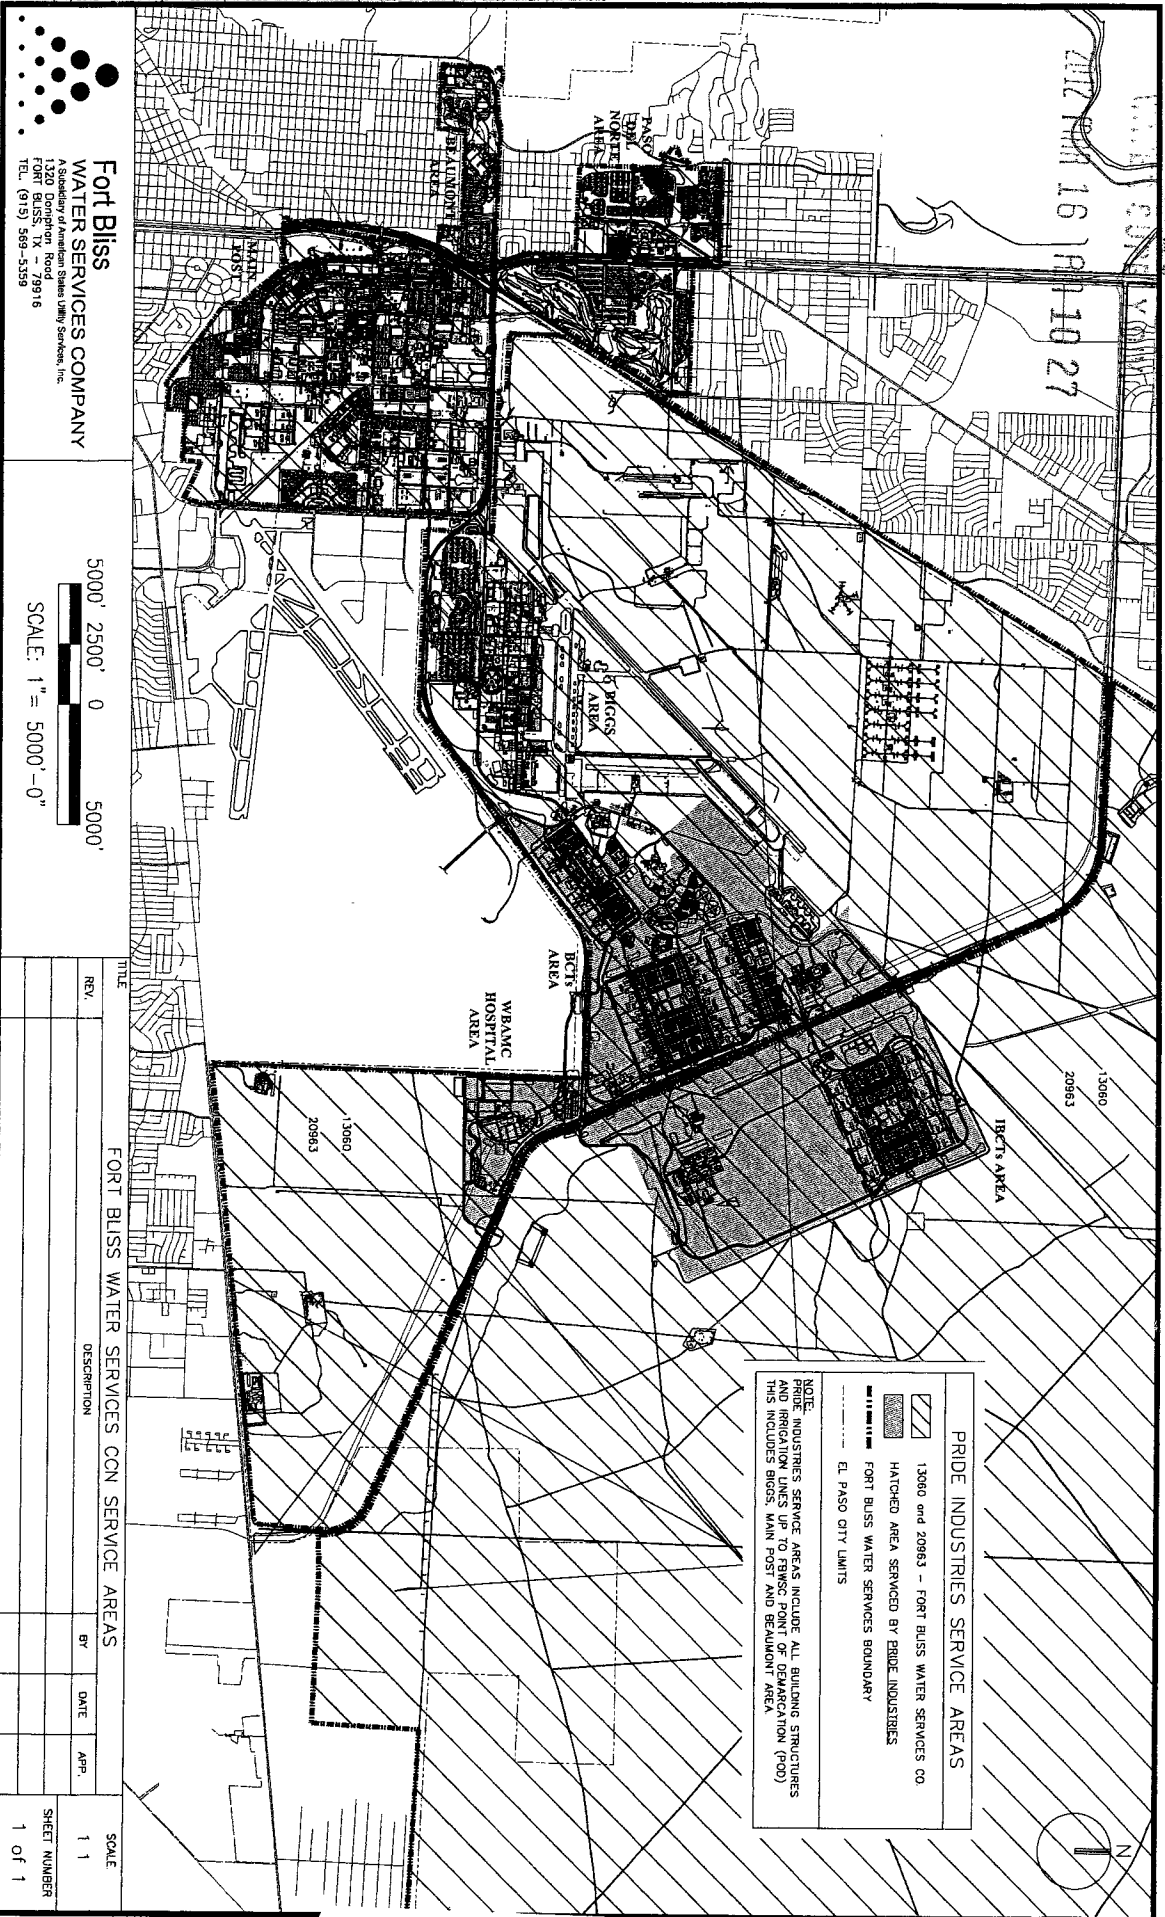 2012 MAR 16 AM 10 27
PASO
DEL
NORTE
AREA
BEAUMONT
AREA
MAIN
POST
BIGGS
AREA
BCTs
AREA
WBAMC
HOSPITAL
AREA
IBCTs AREA
13060
20963
13060
20963
N
PRIDE INDUSTRIES SERVICE AREAS
13060 and 20963 – FORT BLISS WATER SERVICES CO.
HATCHED AREA SERVICED BY PRIDE INDUSTRIES
FORT BLISS WATER SERVICES BOUNDARY
EL PASO CITY LIMITS
NOTE:
PRIDE INDUSTRIES SERVICE AREAS INCLUDE ALL BUILDING STRUCTURES
AND IRRIGATION LINES UP TO FBWSC POINT OF DEMARCATION (POD)
THIS INCLUDES BIGGS, MAIN POST AND BEAUMONT AREA.
Fort Bliss
WATER SERVICES COMPANY
A Subsidiary of American States Utility Services, Inc.
1320 Doniphan Road
FORT BLISS, TX – 79916
TEL. (915) 569-5359
5000' 2500' 0 5000'
SCALE: 1"= 5000'-0"
TITLE
FORT BLISS WATER SERVICES CCN SERVICE AREAS
REV.
DESCRIPTION
BY
DATE
APP.
SCALE
1 1
SHEET NUMBER
1 of 1